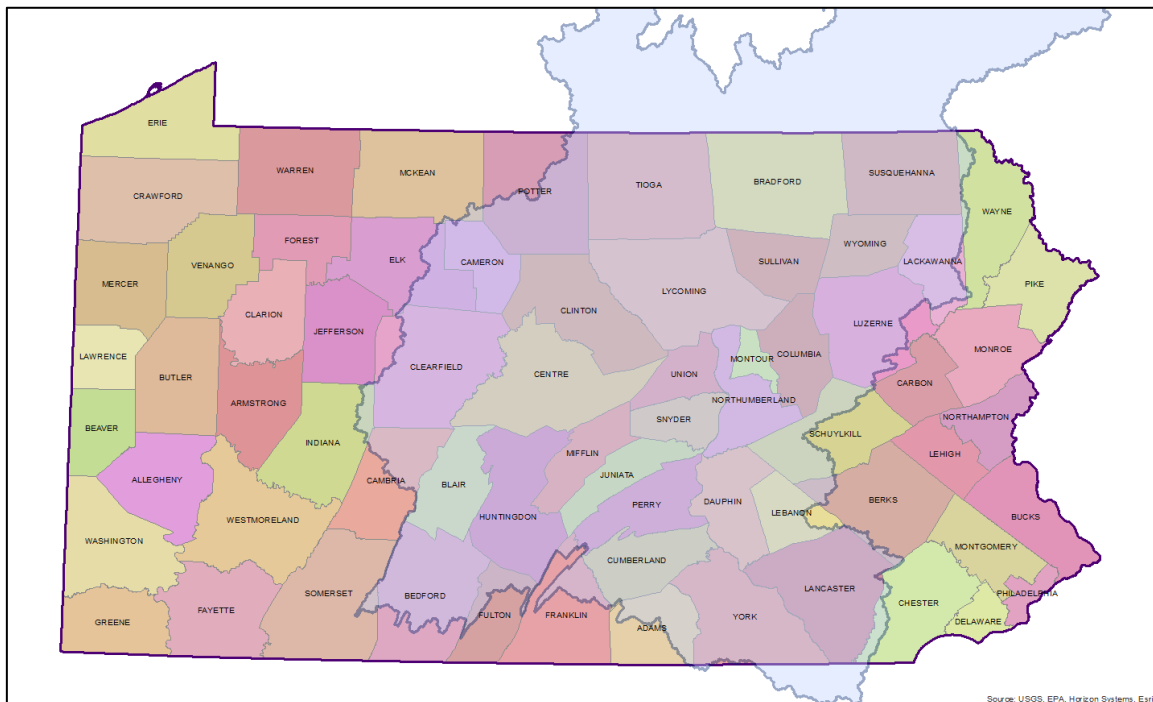 ERIE
WARREN
MCKEAN
POTTER
TIOGA
BRADFORD
SUSQUEHANNA
CRAWFORD
WAYNE
FOREST
ELK
CAMERON
SULLIVAN
WYOMING
LACKAWANNA
VENANGO
MERCER
PIKE
LYCOMING
CLARION
JEFFERSON
CLINTON
LUZERNE
LAWRENCE
BUTLER
CLEARFIELD
CENTRE
UNION
MONTOUR
COLUMBIA
MONROE
CARBON
ARMSTRONG
NORTHUMBERLAND
BEAVER
INDIANA
SNYDER
NORTHAMPTON
SCHUYLKILL
MIFFLIN
LEHIGH
ALLEGHENY
CAMBRIA
BLAIR
JUNIATA
HUNTINGDON
PERRY
DAUPHIN
LEBANON
BERKS
BUCKS
WESTMORELAND
WASHINGTON
CUMBERLAND
MONTGOMERY
SOMERSET
BEDFORD
LANCASTER
PHILADELPHIA
FAYETTE
FULTON
FRANKLIN
YORK
CHESTER
GREENE
ADAMS
DELAWARE
Source: USGS, EPA, Horizon Systems, Esri